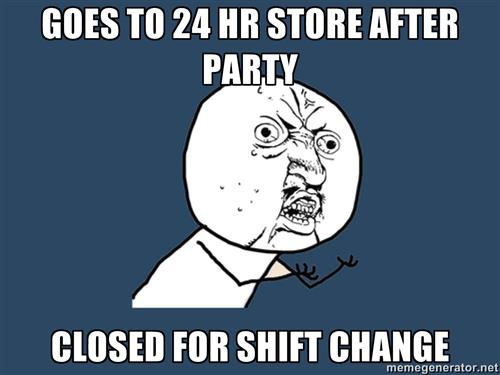 GOES TO 24 HR STORE AFTER
PARTY
CLOSED FOR SHIFT CHANGE
memegenerator.net